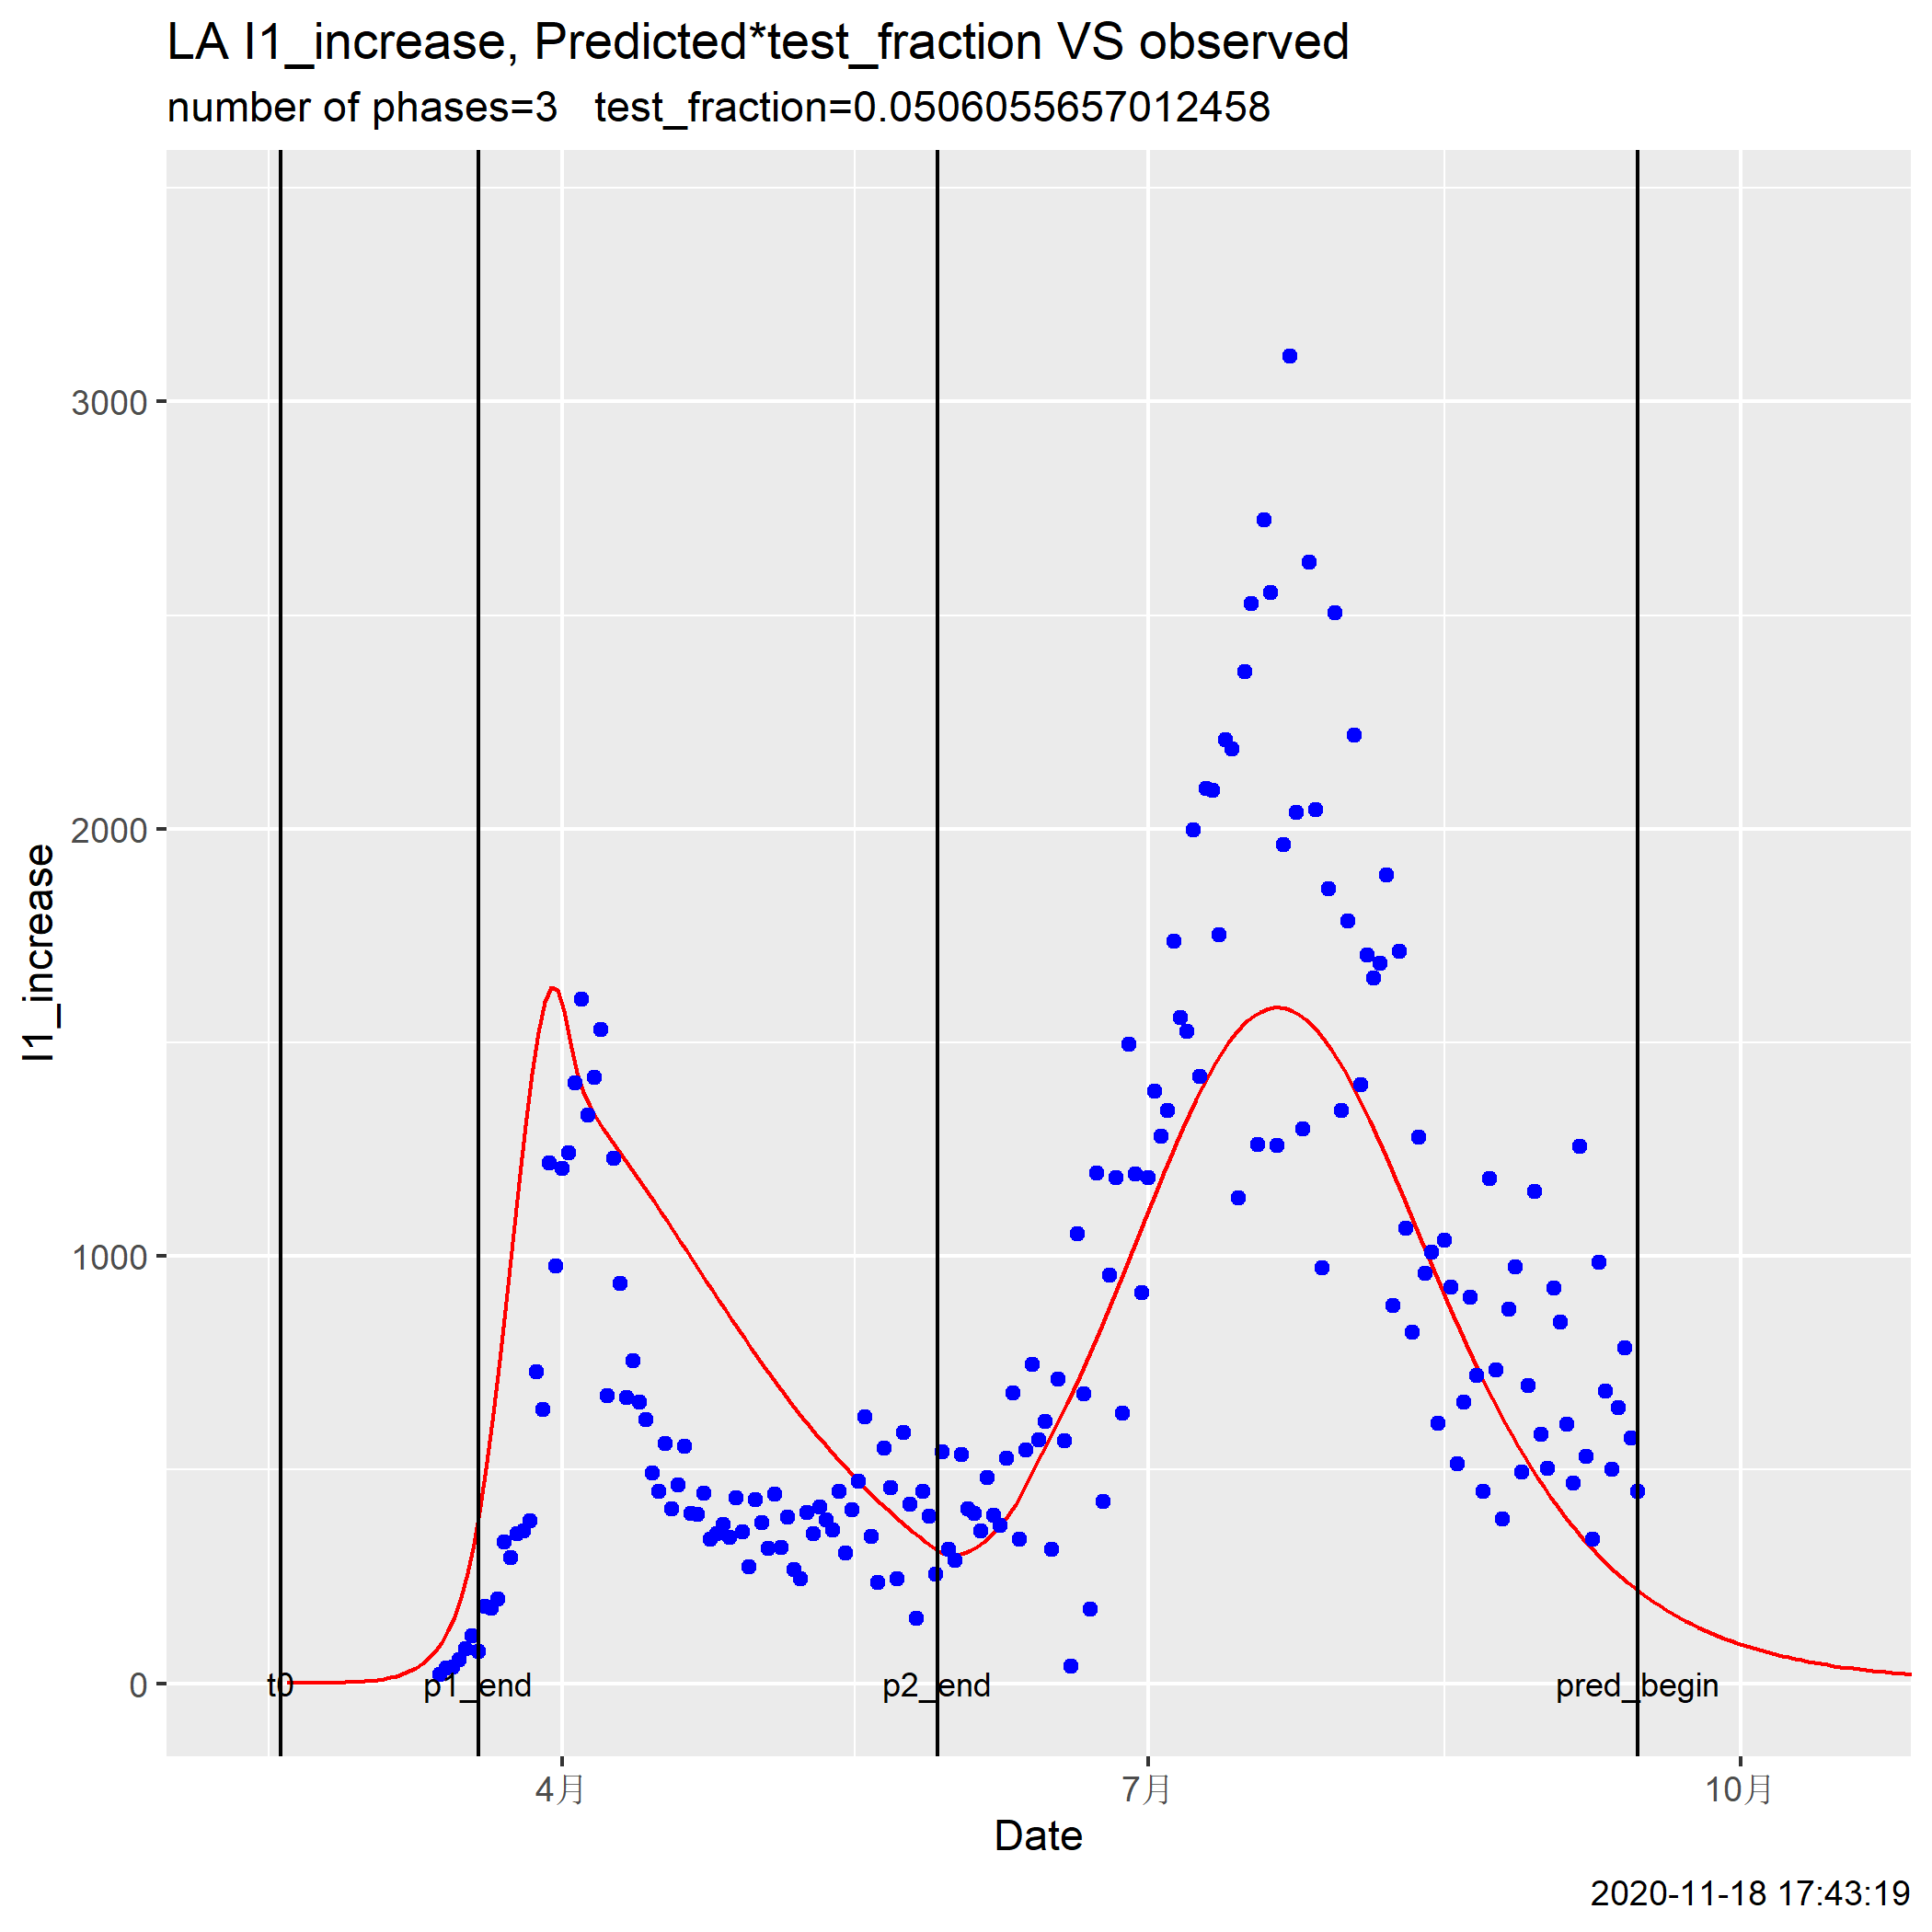 LA I1_increase, Predicted*test_fraction VS observed
number of phases=3   test_fraction=0.0506055657012458
I1_increase
3000
2000
1000
0
t0
p1_end
p2_end
pred_begin
4月
7月
10月
Date
2020-11-18 17:43:19